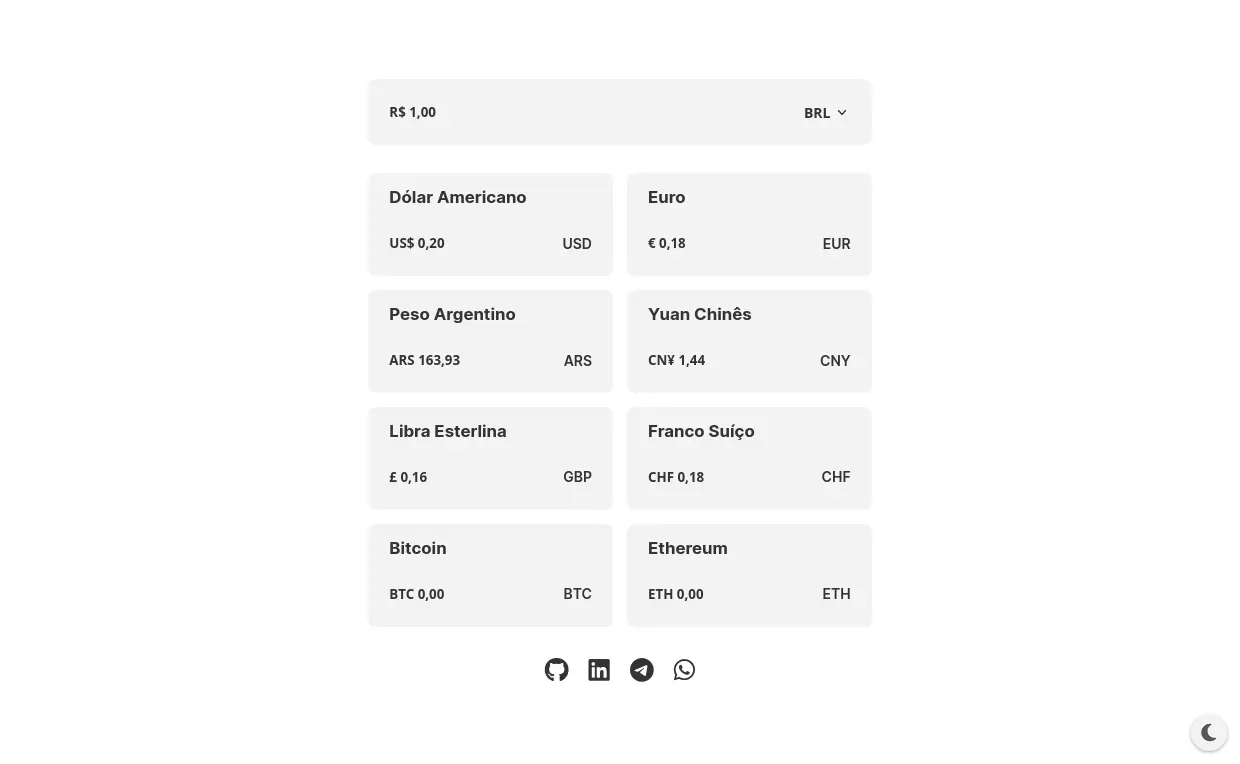 R$ 1,00 BRL
Dólar Americano
US$ 0,20 USD
Euro
€ 0,18 EUR
Peso Argentino
ARS 163,93 ARS
Yuan Chinês
CN¥ 1,44 CNY
Libra Esterlina
£ 0,16 GBP
Franco Suíço
CHF 0,18 CHF
Bitcoin
BTC 0,00 BTC
Ethereum
ETH 0,00 ETH